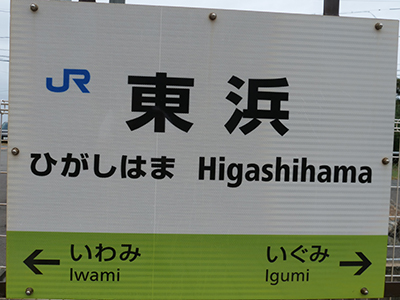 JR 東浜
ひがしはま Higashihama
← いわみ いぐみ →
Iwami Igumi